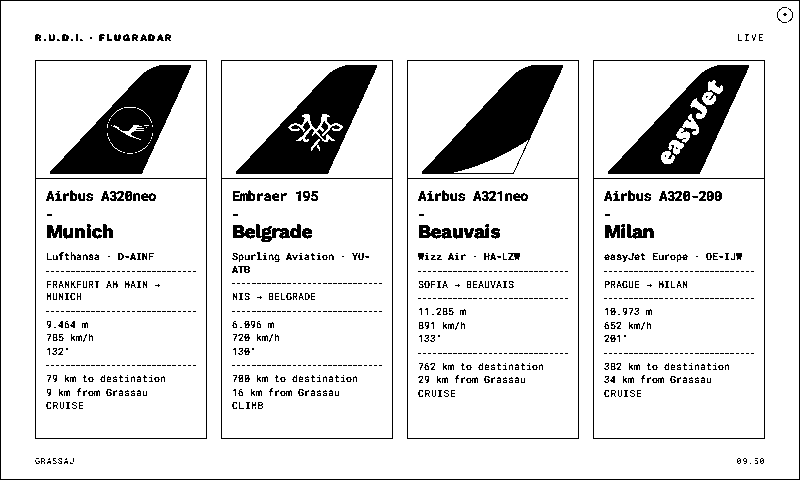 R.U.D.I. · FLUGRADAR
LIVE
easyJet
Airbus A320neo
-
Munich
Lufthansa · D-AINF
FRANKFURT AM MAIN →
MUNICH
9.464 m
785 km/h
132°
79 km to destination
9 km from Grassau
CRUISE
Embraer 195
-
Belgrade
Spurling Aviation · YU-
ATB
NIS → BELGRADE
6.096 m
720 km/h
130°
700 km to destination
16 km from Grassau
CLIMB
Airbus A321neo
-
Beauvais
Wizz Air · HA-LZW
SOFIA → BEAUVAIS
11.285 m
891 km/h
133°
762 km to destination
29 km from Grassau
CRUISE
Airbus A320-200
-
Milan
easyJet Europe · OE-IJW
PRAGUE → MILAN
10.973 m
652 km/h
201°
382 km to destination
34 km from Grassau
CRUISE
GRASSAU
09.50